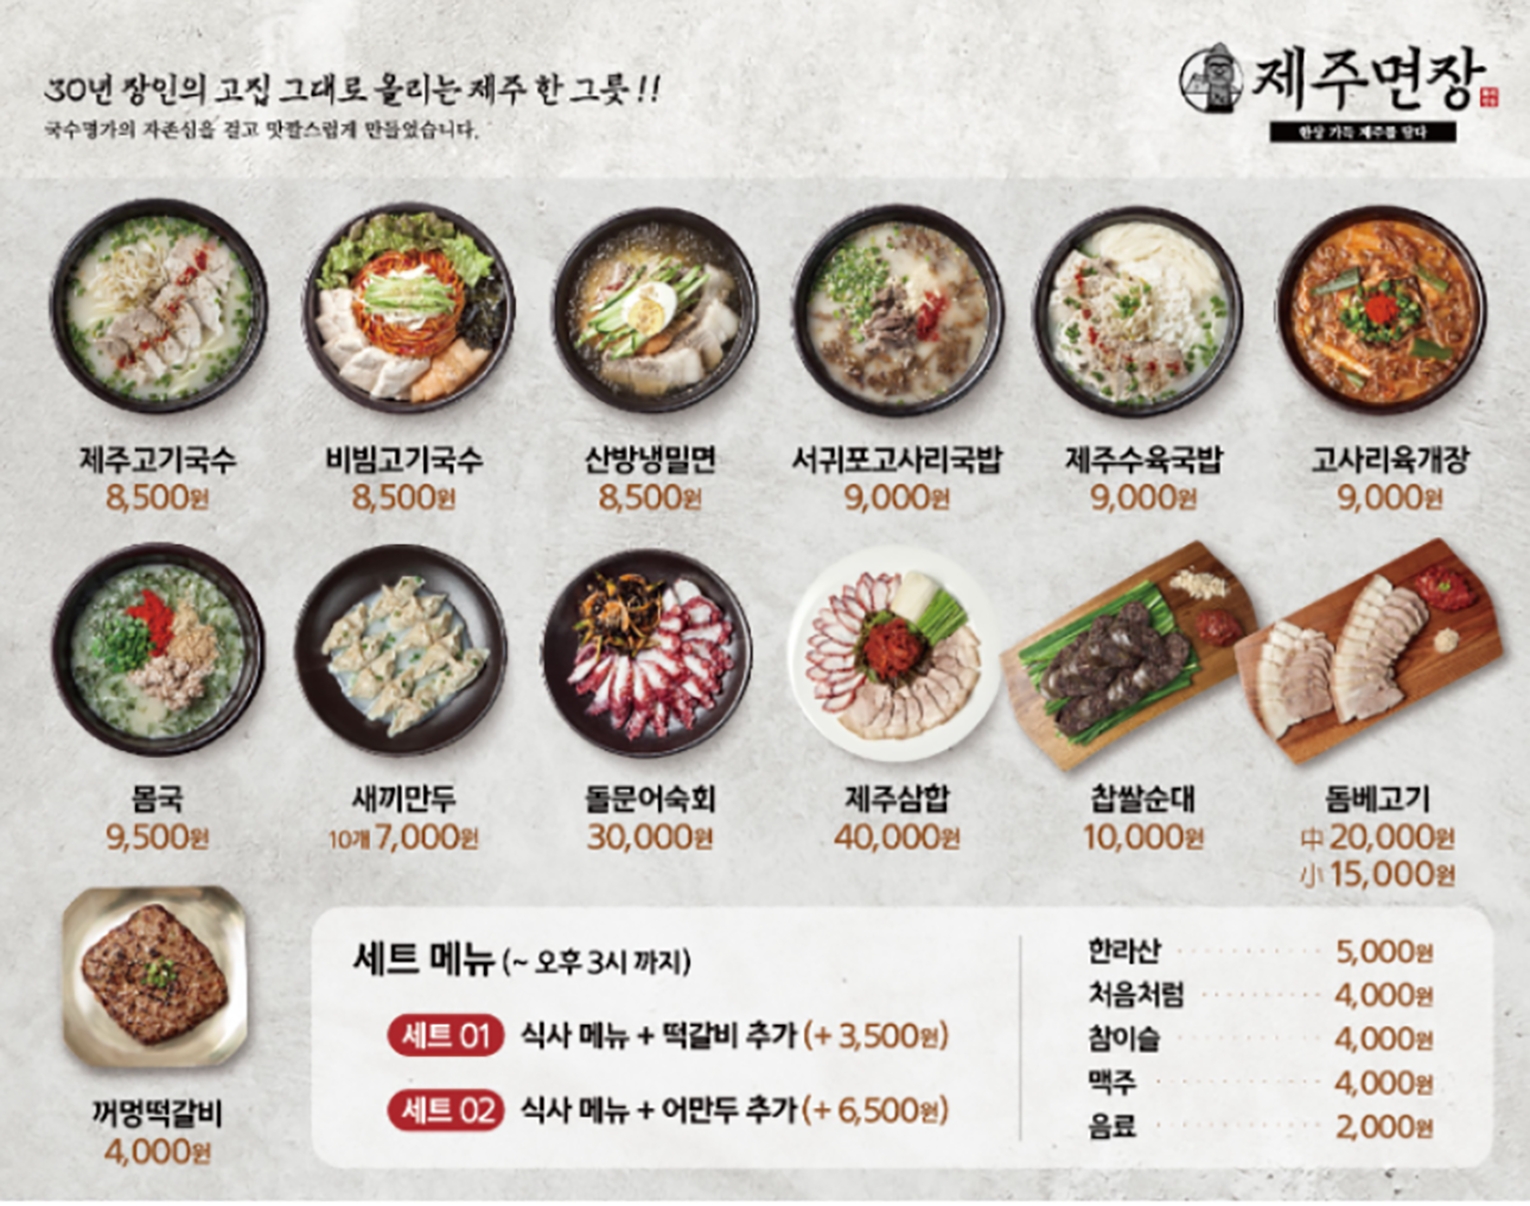 30년 장인의 고집 그대로 올리는 제주 한 그릇 !!
국수명가의 자존심을 걸고 맛깔스럽게 만들었습니다.
제주면장
한상 가득 제주를 담다
제주고기국수 비빔고기국수 산방냉밀면 서귀포고사리국밥 제주수육국밥 고사리육개장
8,500원 8,500원 8,500원 9,000원 9,000원 9,000원
몸국 새끼만두 돌문어숙회 제주삼합 찹쌀순대 돔베고기
9,500원 10개 7,000원 30,000원 40,000원 10,000원 中 20,000원
小 15,000원
꺼멍떡갈비
4,000원
세트 메뉴 (~ 오후 3시 까지)
세트 01 식사 메뉴 + 떡갈비 추가 (+ 3,500원)
세트 02 식사 메뉴 + 어만두 추가 (+ 6,500원)
한라산 5,000원
처음처럼 4,000원
참이슬 4,000원
맥주 4,000원
음료 2,000원